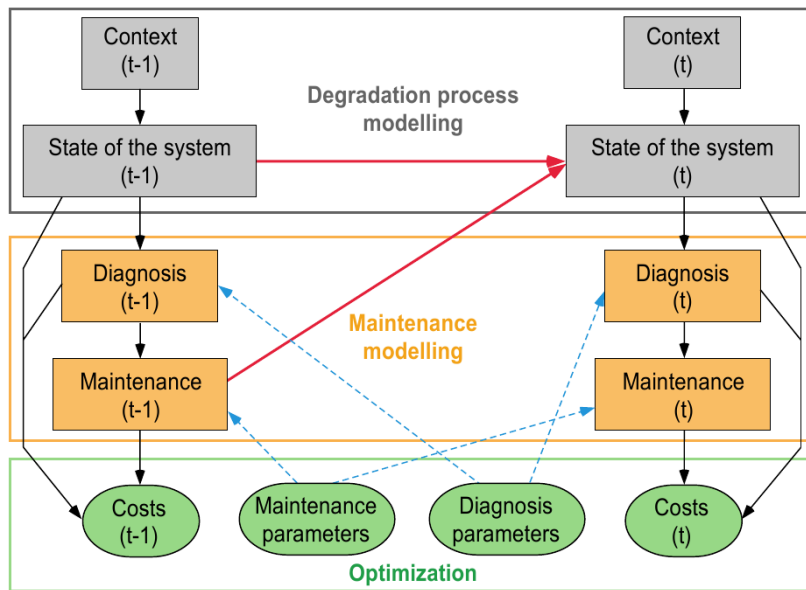 Context
(t-1)
Context
(t)
Degradation process
modelling
State of the system
(t-1)
State of the system
(t)
Diagnosis
(t-1)
Diagnosis
(t)
Maintenance
modelling
Maintenance
(t-1)
Maintenance
(t)
Costs
(t-1)
Maintenance
parameters
Diagnosis
parameters
Costs
(t)
Optimization